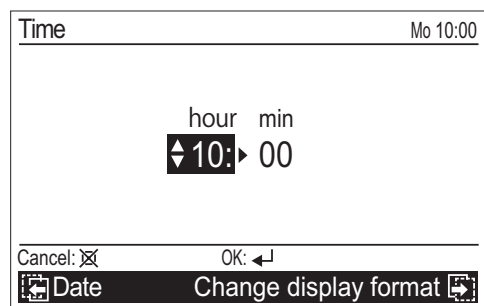 Time Mo 10:00
hour min
10: 00
Cancel: OK:
Date Change display format